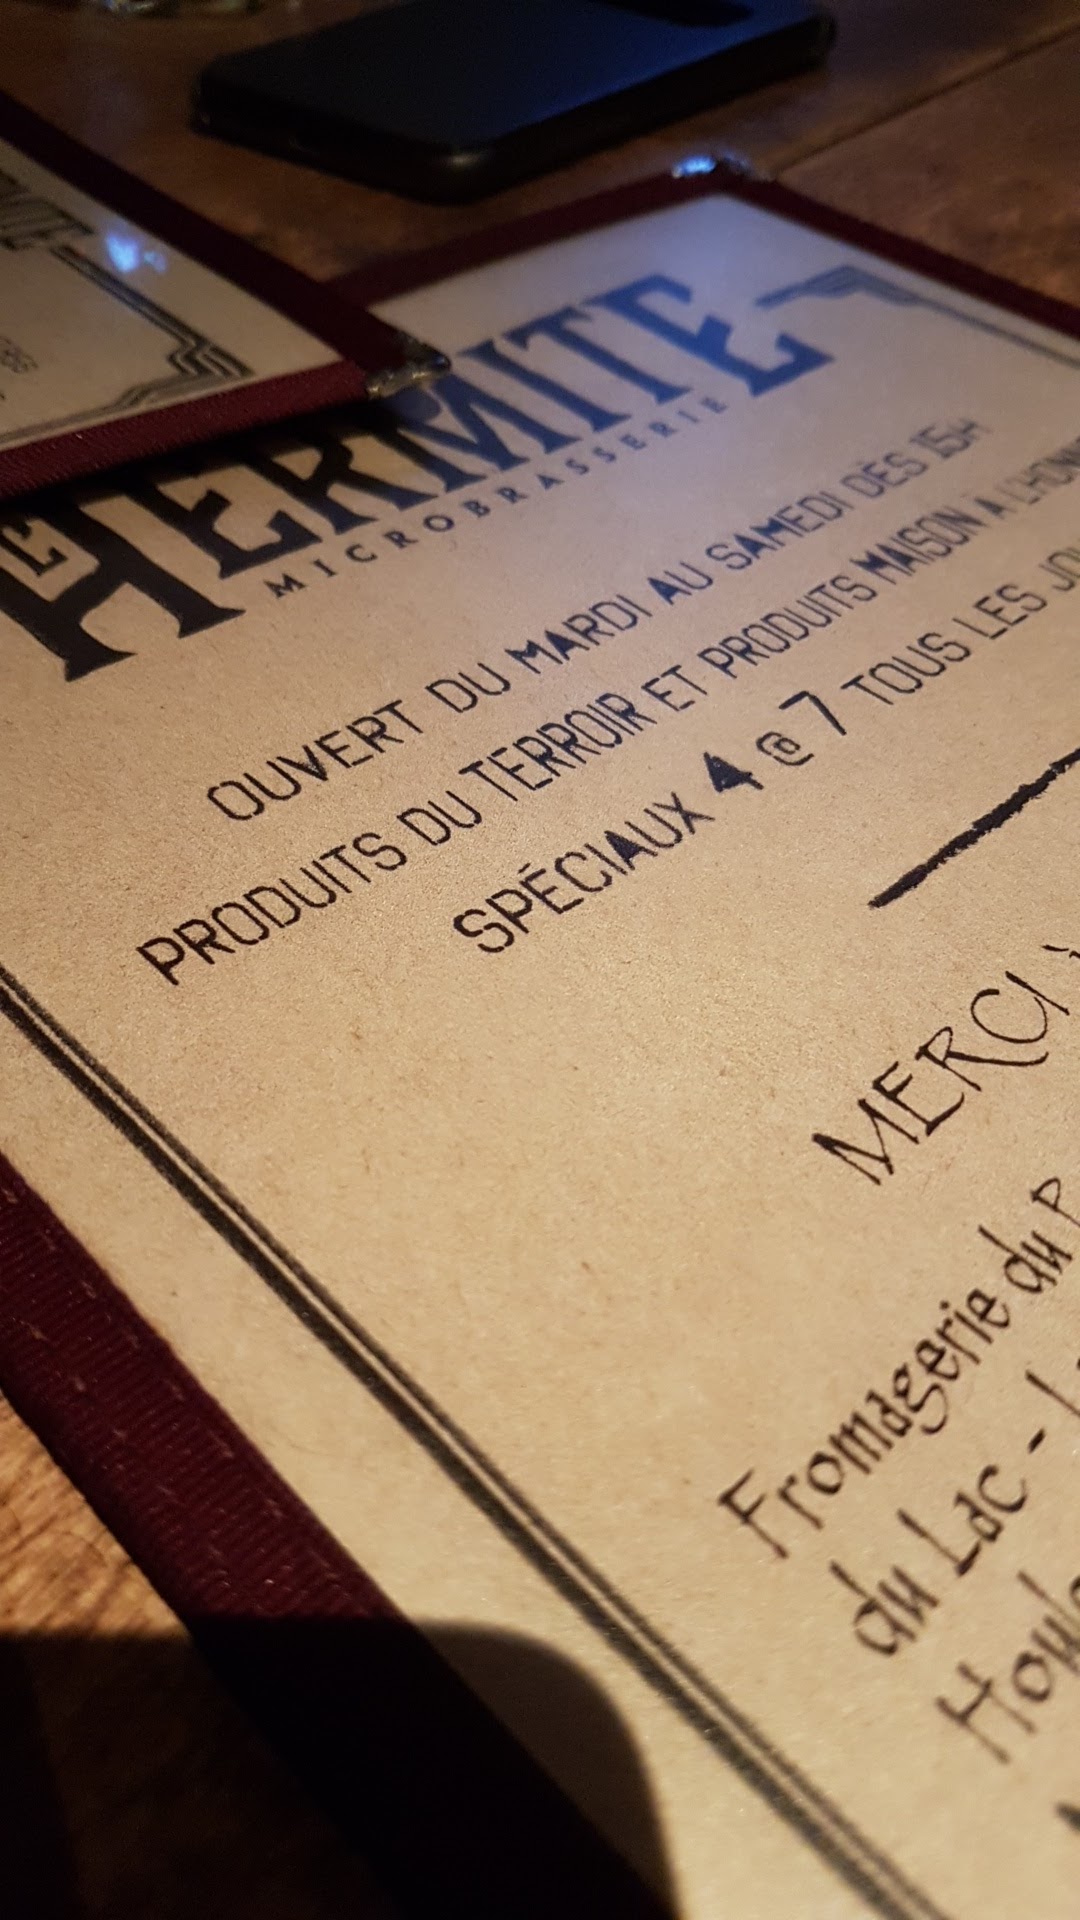 HERMITE
MICROBRASSERIE
OUVERT DU MARDI AU SAMEDI DÈS 15H
PRODUITS DU TERROIR ET PRODUITS MAISON À
SPÉCIAUX 4 @ 7 TOUS LES
MERCI
Fromagerie du
du Lac -